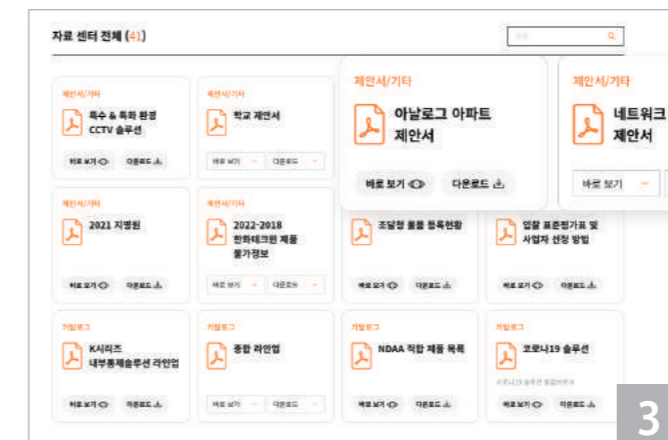 자료 센터 전체 (41)
제안서/기타
특수 & 특화 환경
CCTV 솔루션
바로 보기
다운로드
제안서/기타
학교 제안서
바로 보기
다운로드
제안서/기타
아날로그 아파트
제안서
바로 보기
다운로드
제안서/기타
네트워크
제안서
바로 보기
제안서/기타
2021 지명원
바로 보기
다운로드
제안서/기타
2022-2018
한화테크윈 제품
물가정보
바로 보기
다운로드
조달청 물품 등록현황
바로 보기
다운로드
입찰 표준평가표 및
사업자 선정 방법
바로 보기
다운로드
카탈로그
K시리즈
내부통제솔루션 라인업
바로 보기
다운로드
카탈로그
종합 라인업
바로 보기
다운로드
카탈로그
NDAA 적합 제품 목록
바로 보기
다운로드
카탈로그
코로나19 솔루션
바로 보기
다운로드
3